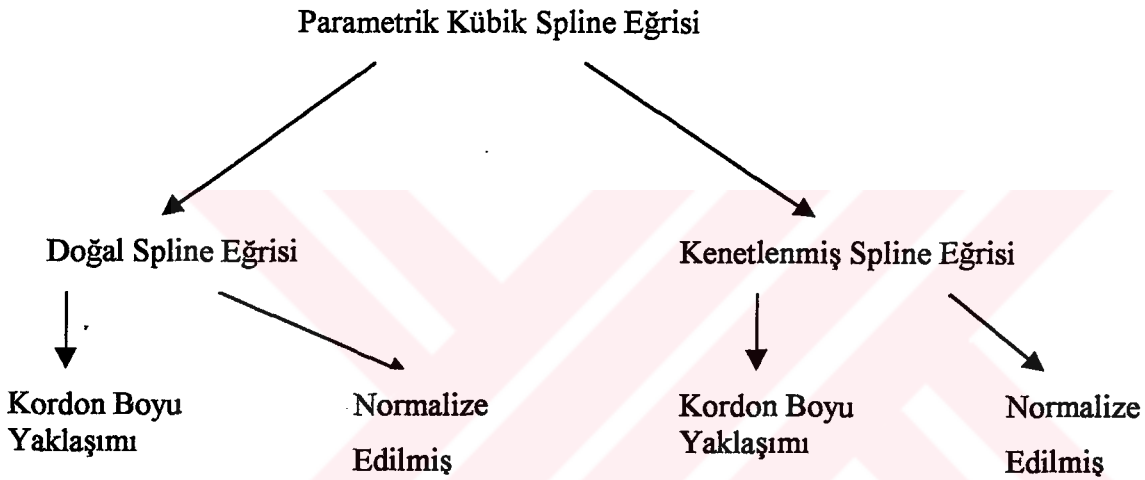 Parametrik Kübik Spline Eğrisi
Doğal Spline Eğrisi
Kenetlenmiş Spline Eğrisi
Kordon Boyu
Yaklaşımı
Normalize
Edilmiş
Kordon Boyu
Yaklaşımı
Normalize
Edilmiş